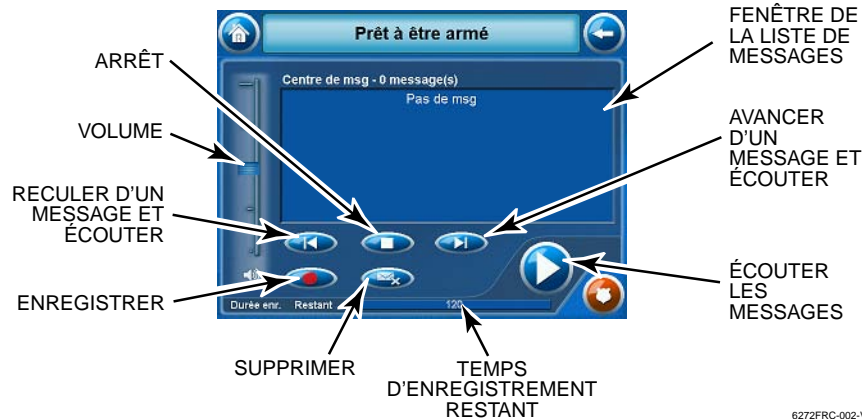 FENÊTRE DE
LA LISTE DE
MESSAGES
Prêt à être armé
ARRÊT
Centre de msg - 0 message(s)
Pas de msg
VOLUME
AVANCER
D'UN
MESSAGE ET
ÉCOUTER
RECULER D'UN
MESSAGE ET
ÉCOUTER
ENREGISTRER
ÉCOUTER
LES
MESSAGES
Durée enr. Restant 120
SUPPRIMER
TEMPS
D'ENREGISTREMENT
RESTANT